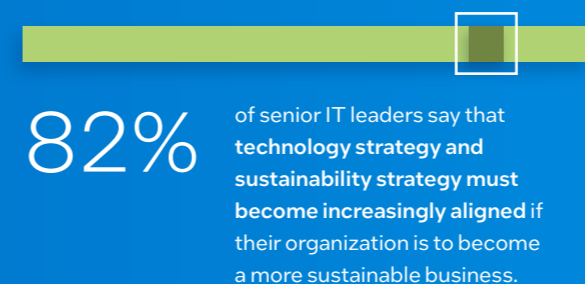 82%
of senior IT leaders say that
technology strategy and
sustainability strategy must
become increasingly aligned if
their organization is to become
a more sustainable business.